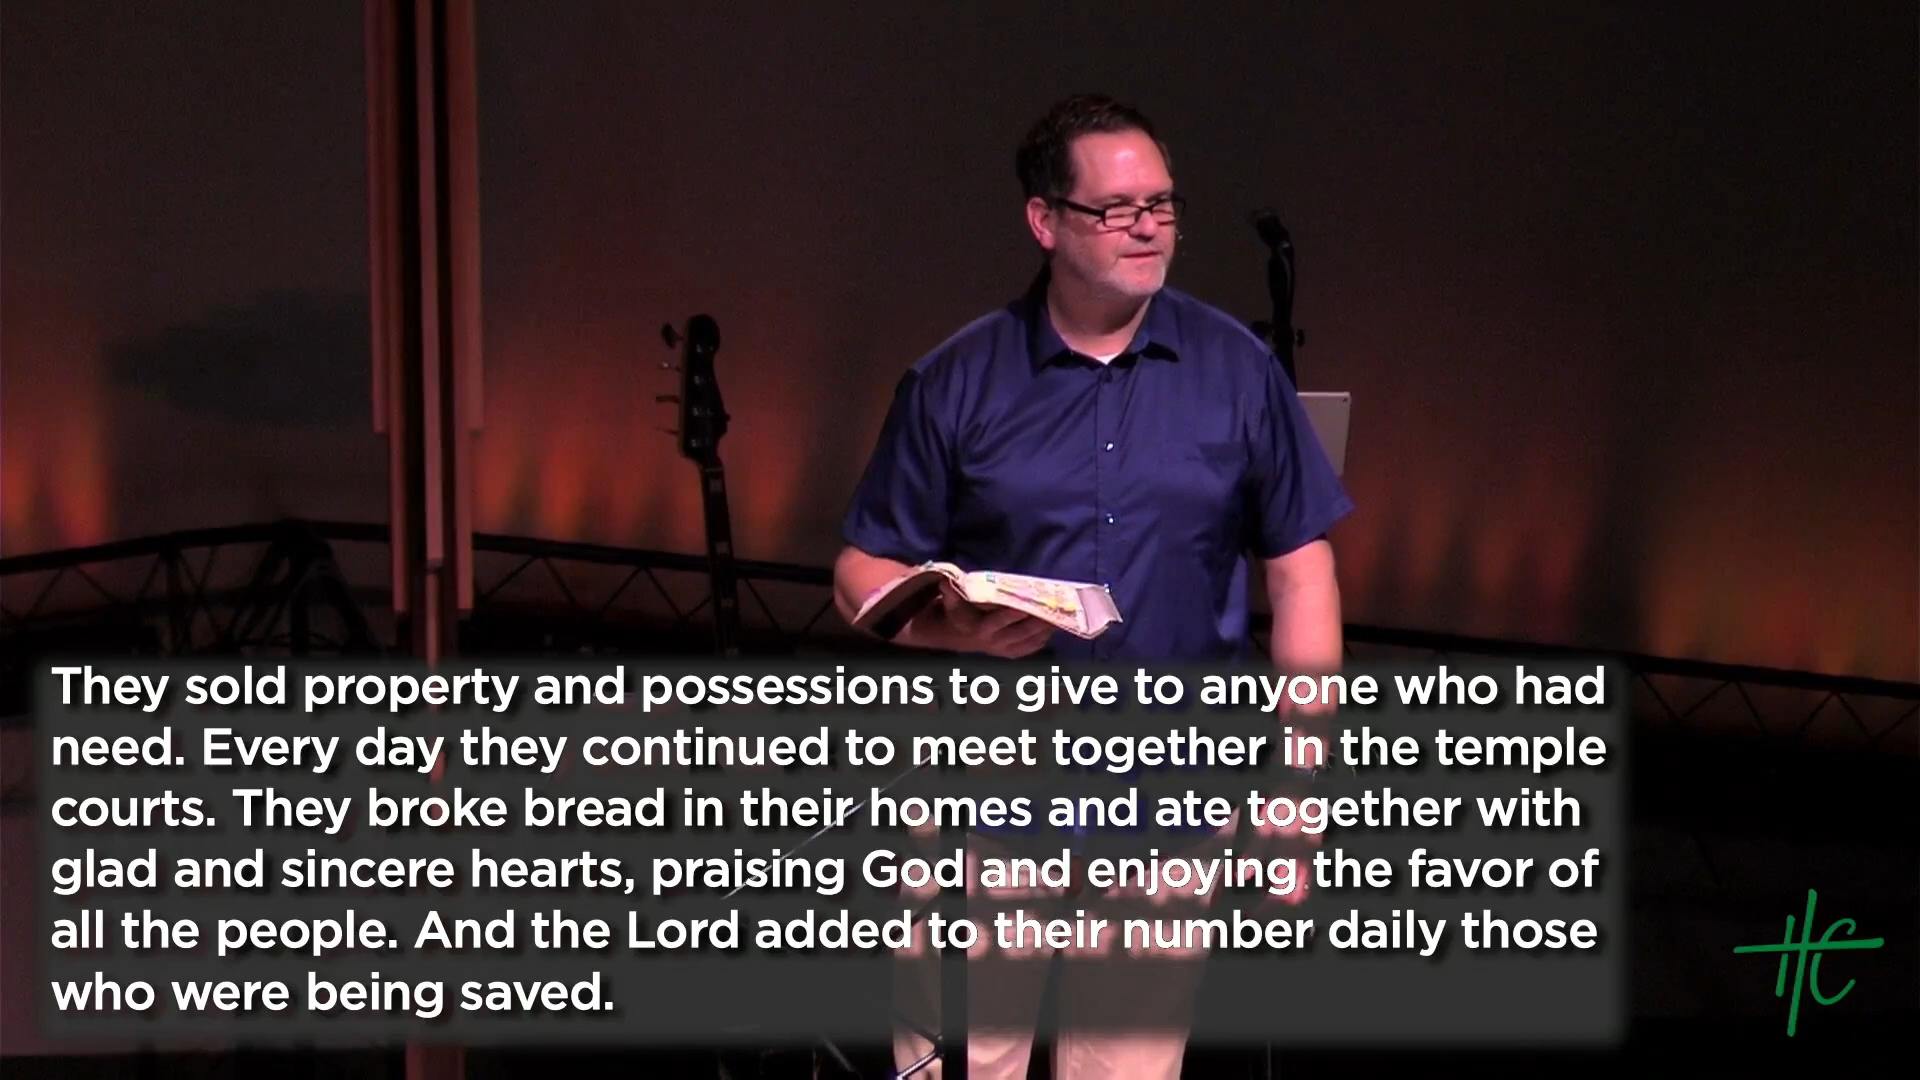 They sold property and possessions to give to anyone who had
need. Every day they continued to meet together in the temple
courts. They broke bread in their homes and ate together with
glad and sincere hearts, praising God and enjoying the favor of
all the people. And the Lord added to their number daily those
who were being saved.
HC